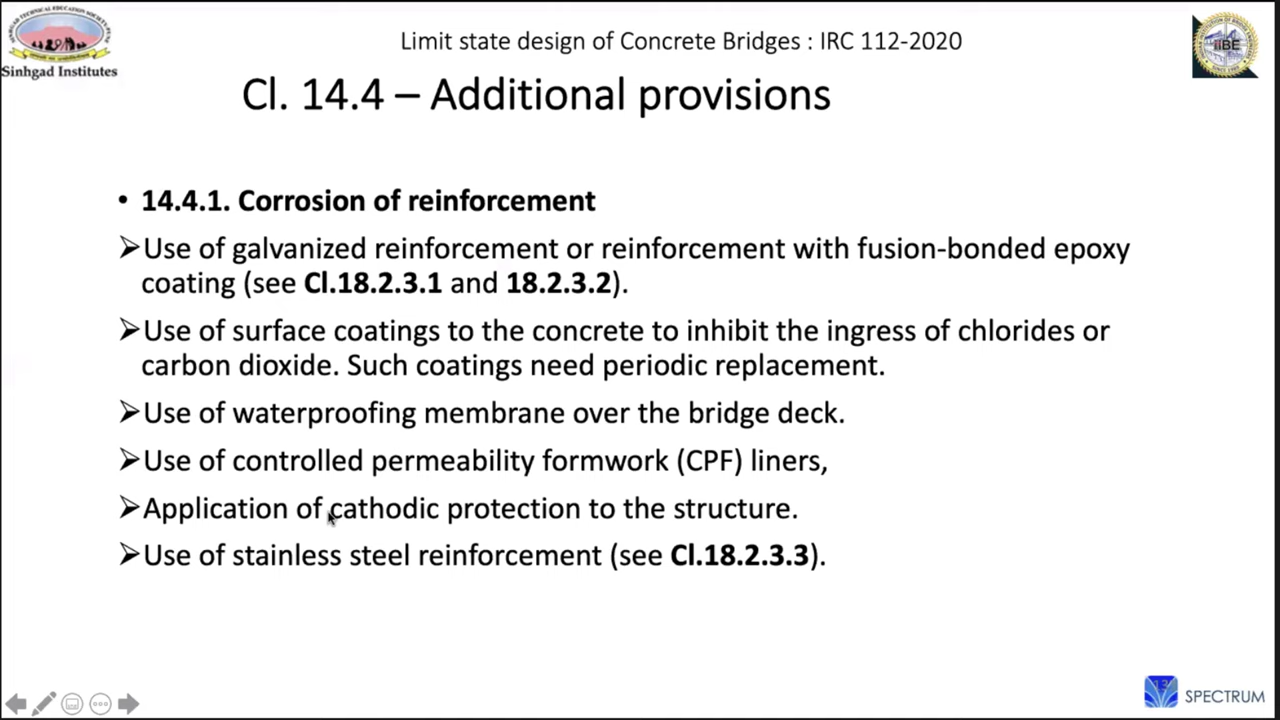 Sinhgad Institutes
Limit state design of Concrete Bridges : IRC 112-2020
IIBE
Cl. 14.4 – Additional provisions
• 14.4.1. Corrosion of reinforcement
➢Use of galvanized reinforcement or reinforcement with fusion-bonded epoxy
coating (see Cl.18.2.3.1 and 18.2.3.2).
➢Use of surface coatings to the concrete to inhibit the ingress of chlorides or
carbon dioxide. Such coatings need periodic replacement.
➢Use of waterproofing membrane over the bridge deck.
➢Use of controlled permeability formwork (CPF) liners,
➢Application of cathodic protection to the structure.
➢Use of stainless steel reinforcement (see Cl.18.2.3.3).
SPECTRUM